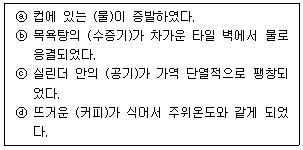 ⓐ 컵에 있는 (물)이 증발하였다.
ⓑ 목욕탕의 (수증기)가 차가운 타일 벽에서 물로
응결되었다.
ⓒ 실린더 안의 (공기)가 가역 단열적으로 팽창되
었다.
ⓓ 뜨거운 (커피)가 식어서 주위온도와 같게 되었
다.